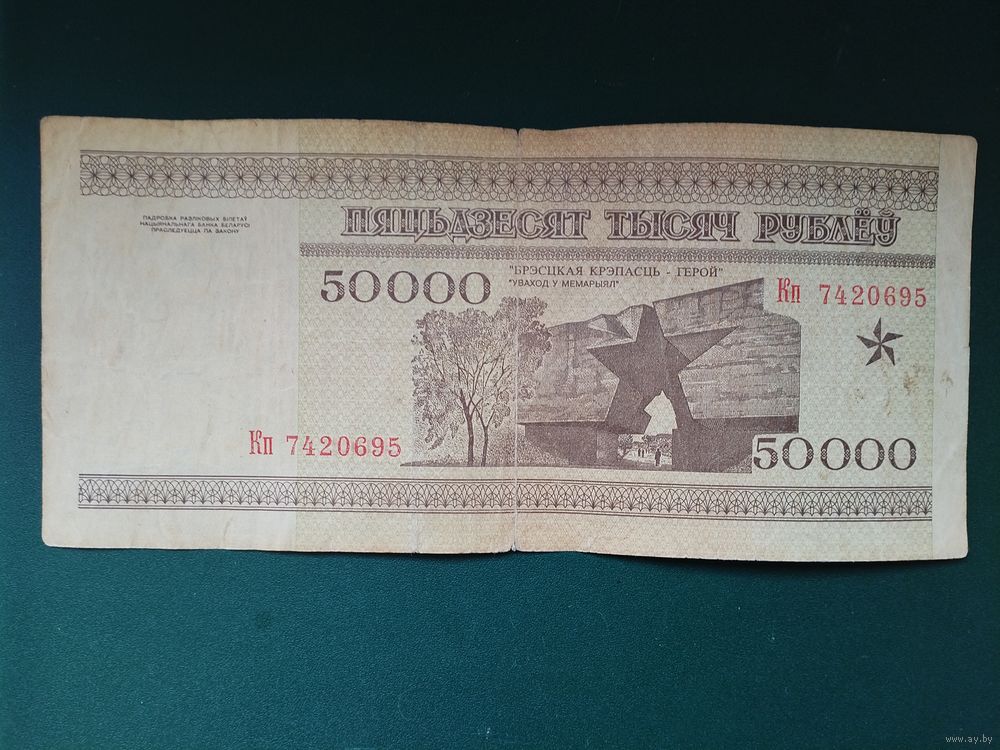 ПАДРОБКА РАЗЛІКОВЫХ БІЛЕТАЎ
НАЦЫЯНАЛЬНАГА БАНКА БЕЛАРУСІ
ПРАСЛЕДУЕЦЦА ПА ЗАКОНУ
ПЯЦЬДЗЕСЯТ ТЫСЯЧ РУБЛЁЎ
50000
"БРЭСЦКАЯ КРЭПАСЦЬ - ГЕРОЙ"
"УВАХОД У МЕМАРЫЯЛ"
Кп 7420695
Кп 7420695
50000
www.ay.by